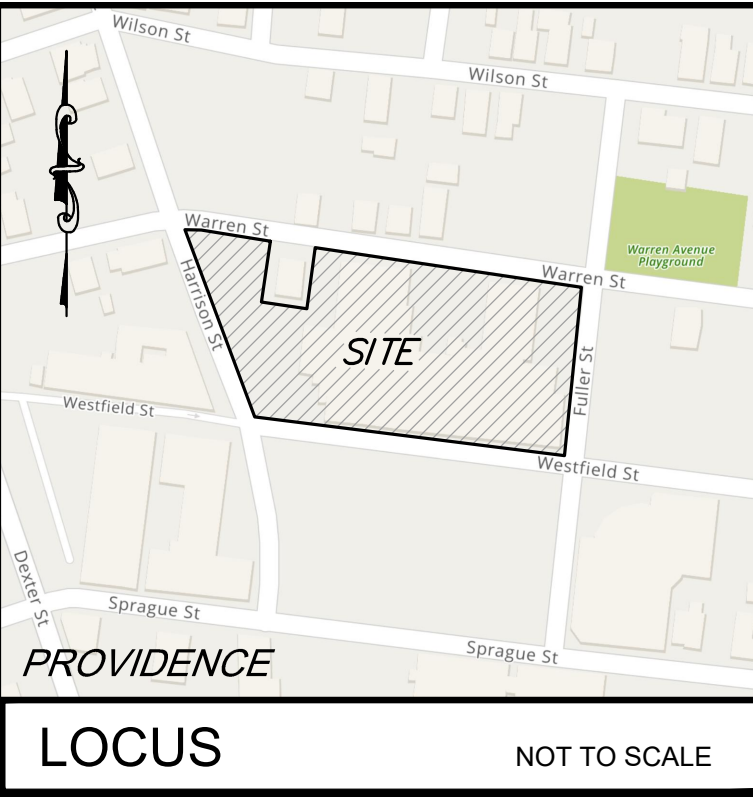 Wilson St
Wilson St
Warren St
Warren Avenue
Playground
Warren St
Harrison St
SITE
Fuller St
Westfield St
Westfield St
Dexter St
Sprague St
Sprague St
PROVIDENCE
LOCUS
NOT TO SCALE